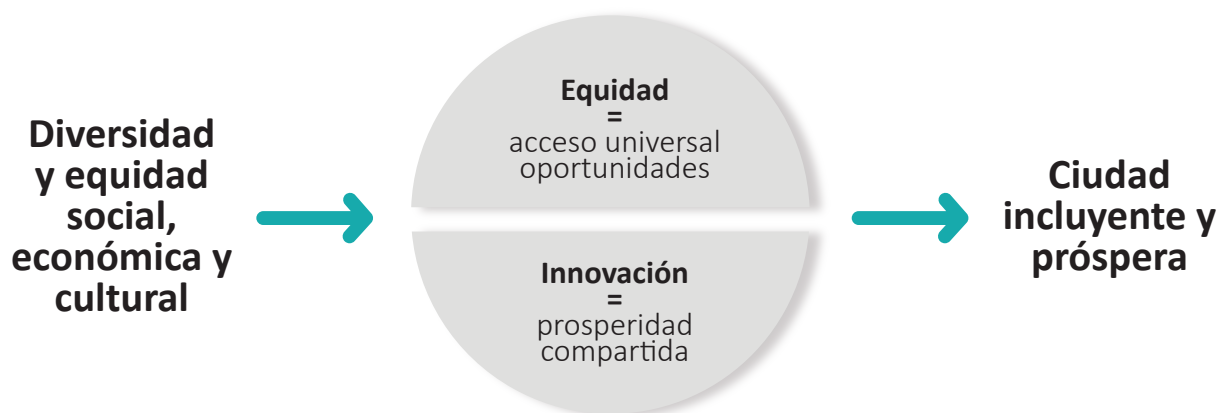 Diversidad
y equidad
social,
económica y
cultural
Equidad
=
acceso universal
oportunidades
Innovación
=
prosperidad
compartida
Ciudad
incluyente y
próspera